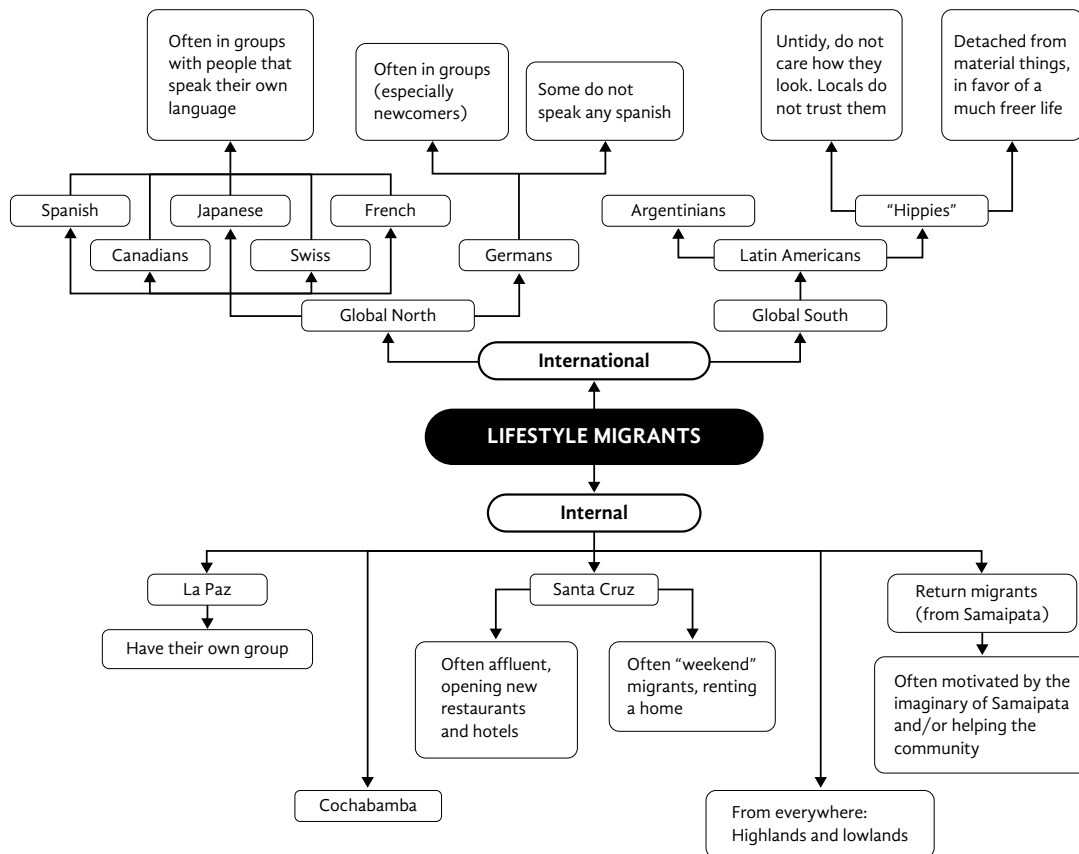 Often in groups
with people that
speak their own
language
Often in groups
(especially
newcomers)
Some do not
speak any spanish
Untidy, do not
care how they
look. Locals do
not trust them
Detached from
material things,
in favor of a
much freer life
Spanish
Japanese
French
Argentinians
“Hippies”
Canadians
Swiss
Germans
Latin Americans
Global North
Global South
International
LIFESTYLE MIGRANTS
Internal
La Paz
Have their own group
Santa Cruz
Often affluent,
opening new
restaurants
and hotels
Often “weekend”
migrants, renting
a home
Return migrants
(from Samaipata)
Often motivated by the
imaginary of Samaipata
and/or helping the
community
Cochabamba
From everywhere:
Highlands and lowlands